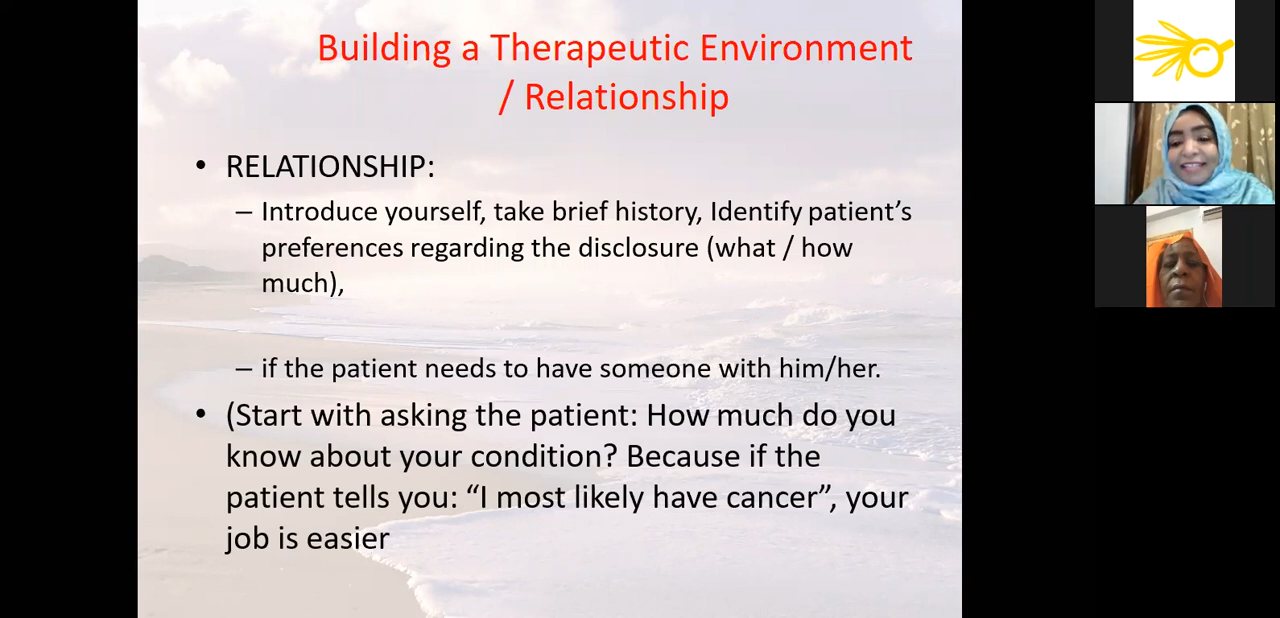 Building a Therapeutic Environment
/ Relationship
• RELATIONSHIP:
– Introduce yourself, take brief history, Identify patient’s
preferences regarding the disclosure (what / how
much),
– if the patient needs to have someone with him/her.
• (Start with asking the patient: How much do you
know about your condition? Because if the
patient tells you: “I most likely have cancer”, your
job is easier